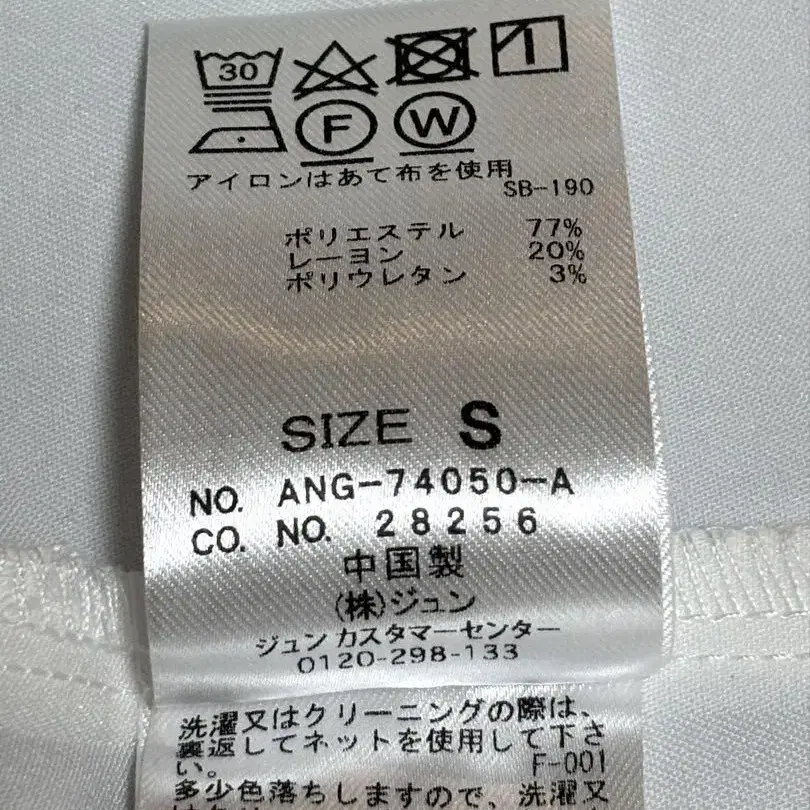 30
F W
アイロンはあて布を使用
SB-190
ポリエステル 77%
レーヨン 20%
ポリウレタン 3%
SIZE S
NO. ANG-74050-A
CO. NO. 28256
中国製
(株)ジュン
ジュン カスタマーセンター
0120-298-133
洗濯又はクリーニングの際は、
裏返してネットを使用して下さ
い。 F-001
多少色落ちしますので、洗濯又